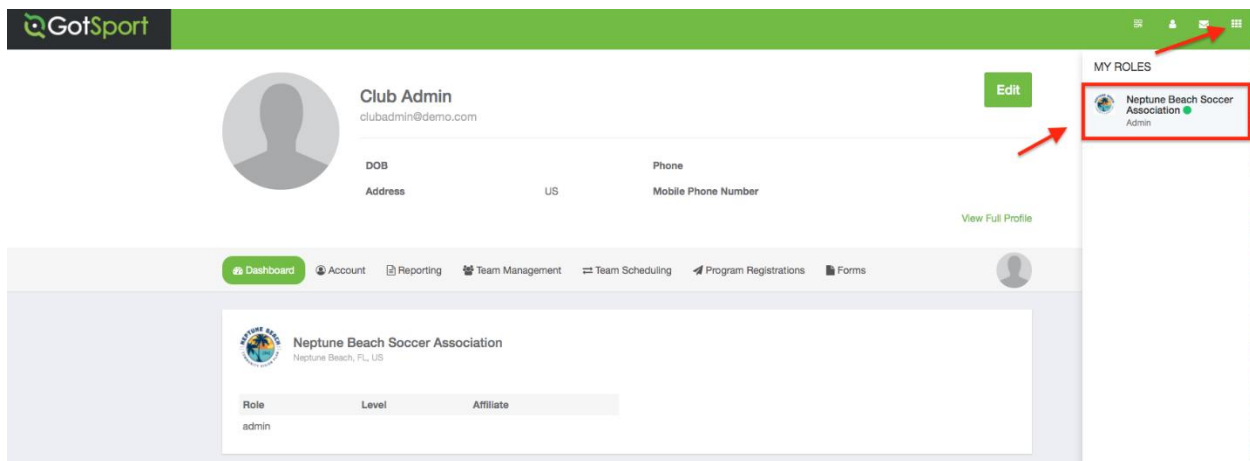 GotSport
MY ROLES
Neptune Beach Soccer
Association
Admin
Club Admin
clubadmin@demo.com
Edit
DOB
Phone
Address US Mobile Phone Number
View Full Profile
Dashboard Account Reporting Team Management Team Scheduling Program Registrations Forms
Neptune Beach Soccer Association
Neptune Beach, FL, US
Role Level Affiliate
admin
NEPTUNE BEACH